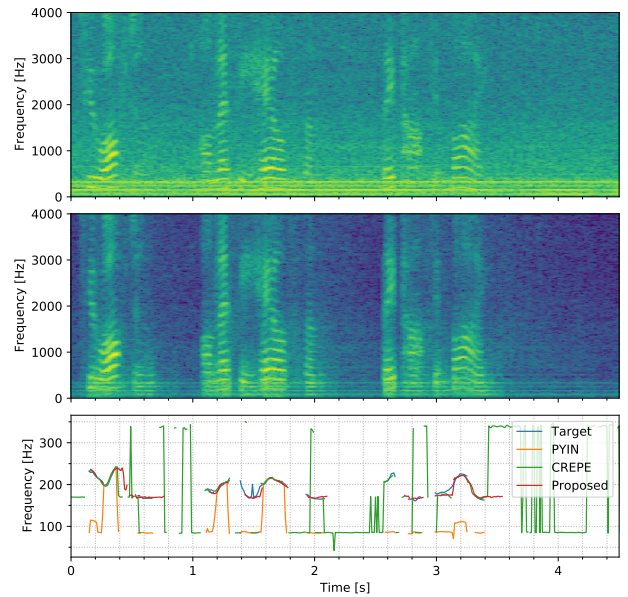 4000
3000
2000
1000
0
Frequency [Hz]
4000
3000
2000
1000
0
Frequency [Hz]
300
200
100
Frequency [Hz]
Target
PYIN
CREPE
Proposed
0
1
2
3
4
Time [s]